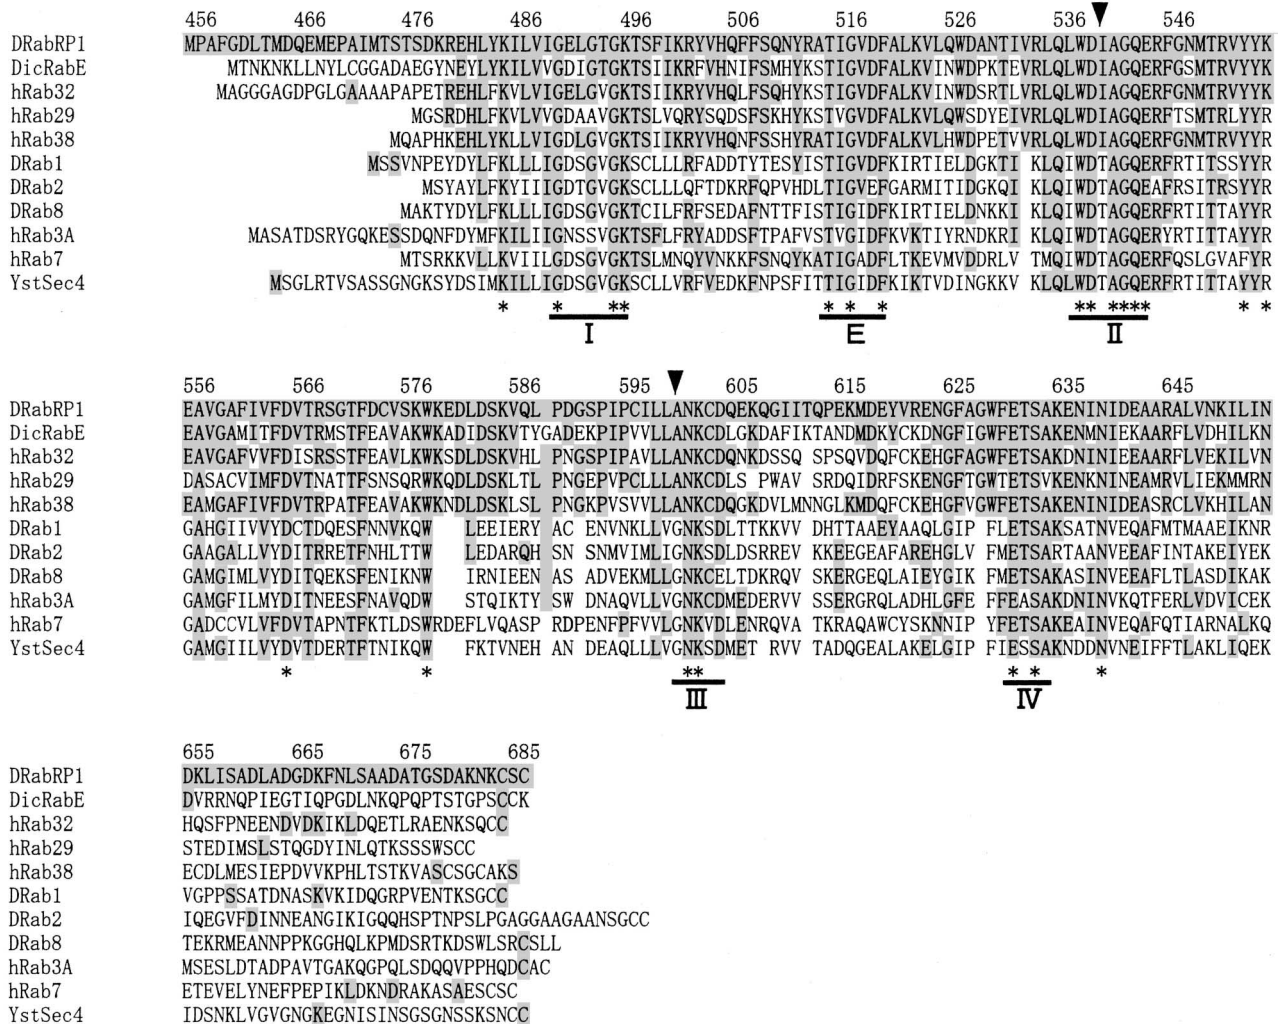 456 466 476 486 496 506 516 526 536 546
DRabRP1 MPAFGDLTMDQEMEPAIMTSTSDKREHLYKILVIGELGTGKTSFIKRYVHQFFSQNYRATIGVDFALKVLQWDANTIVRLQLWDIAGQERFGNMTRVYYK
DicRabE MTNKNKLLNYLCGGADAEGYNEYLYKILVVGDIGTGKTSIIKRFVHNIFSMHYKSTIGVDFALKVINWDPKTEVRLQLWDIAGQERFGSMTRVYYK
hRab32 MAGGGAGDPGLGAAAAPAPETREHLFKVLVIGELGVGKTSIIKRYVHQLFSQHYRATIGVDFALKVINWDSRTLVRLQLWDIAGQERFGNMTRVYYK
hRab29 MGSRDHLFKVLVVGDAAVGKTSLVQRYSQDSFSKHYKSTVGVDFALKVLQWSDYEIVRLQLWDIAGQERFTSMTRLYYR
hRab38 MQAPHKEHLYKLLVIGDLGVGKTSIIKRYVHQNFSSHYRATIGVDFALKVLHWDPETVVRLQLWDIAGQERFGNMTRVYYR
DRab1 MSSVNPEYDYLFKLLLIGDSGVGKSCLLLRFADDTYTESYISTIGVDFKIRTIELDGKTI KLQIWDTAGQERFRTITSSYYR
DRab2 MSYAYLFKYIIIGDTGVGKSCLLLQFTDKRFQPVHDLTIGVEFGARMITIDGKQI KLQIWDTAGQEAFRSITRSYYR
DRab8 MAKTYDYLFKLLLIGDSGVGKTCILFRFSEDAFNTTFISTIGIDFKIRTIELDNKKI KLQIWDTAGQERFRTITTAYYR
hRab3A MASATDSRYGQKESSDQNFDYMFKILIIGNSSVGKTSFLFRYADDSFTPAFVSTVGIDFKVKTIYRNDKRI KLQIWDTAGQERYRTITTAYYR
hRab7 MTSRKKVLLKVIILGDSGVGKTSLMNQYVNKKFSNQYKATIGADFLTKEVMVDDRLV TMQIWDTAGQERFQSLGVAFYR
YstSec4 MSGLRTVSASSGNGKSYDSIMKILLIGDSGVGKSCLLVRFVEDKFNPSFITTIGIDFKIKTVDINGKKV KLQLWDTAGQERFRTITTAYYR
* * ** * * * ** **** * *
I E II
556 566 576 586 595 605 615 625 635 645
DRabRP1 EAVGAFIVFDVTRSGTFDCVSKWKEDLDSKVQL PDGSPIPCILLANKCDQEKQGIITQPEKMDEYVRENGFAGWFETSAKENINIDEAARALVNKILIN
DicRabE EAVGAMITFDVTRMSTFEAVAKWKADIDSKVTYGADEKPIPVVLLANKCDLGKDAFIKTANDMDKYCKDNGFIGWFETSAKENMNIEKAARFLVDHILKN
hRab32 EAVGAFVVFDISRSSTFEAVLKWKSDLDSKVHL PNGSPIPAVLLANKCDQNKDSSQ SPSQVDQFCKEHGFAGWFETSAKDNINIEEAARFLVEKILVN
hRab29 DASACVIMFDVTNATTFSNSQRWKQDLDSKLTL PNGEPVPCLLLANKCDLS PWAV SRDQIDRFSKENGFTGWTETSVKENKNINEAMRVLIEKMMRN
hRab38 EAMGAFIVFDVTRPATFEAVAKWKNDLDSKLSL PNGKPVSVVLLANKCDQGKDVLMNNGLKMDQFCKEHGFVGWFETSAKENINIDEASRCLVKHILAN
DRab1 GAHGIIVVYDCTDQESFNNVKQW LEEIERY AC ENVNKLLVGNKSDLTTKKVV DHTTAAEYAAQLGIP FLETSAKSATNVEQAFMTMAAEIKNR
DRab2 GAAGALLVYDITRRETFNHLTTW LEDARQH SN SNMVIMLIGNKSDLDSRREV KKEEGEAFAREHGLV FMETSARTAANVEEAFINTAKEIYEK
DRab8 GAMGIMLVYDITQEKSFENIKNW IRNIEEN AS ADVEKMLLGNKCELTDKRQV SKERGEQLAIEYGIK FMETSAKASINVEEAFLTLASDIKAK
hRab3A GAMGFILMYDITNEESFNAVQDW STQIKTY SW DNAQVLLVGNKCDMEDERVV SSERGRQLADHLGFE FFEASAKDNINVKQTFERLVDVICEK
hRab7 GADCCVLVFDVTAPNTFKTLDSWRDEFLVQASP RDPENFPFVVLGNKVDLENRQVA TKRAQAWCYSKNNIP YFETSAKEAINVEQAFQTIARNALKQ
YstSec4 GAMGIILVYDVTDERTFTNIKQW FKTVNEH AN DEAQLLLVGNKSDMET RVV TADQGEALAKELGIP FIESSAKNDDNVNEIFFTLAKLIQEK
* * ** * * *
III IV
655 665 675 685
DRabRP1 DKLISADLADGDKFNLSAADATGSDAKNKCSC
DicRabE DVRRNQPIEGTIQPGDLNKQPQPTSTGPSCCK
hRab32 HQSFPNEENDVDKIKLDQETLRAENKSQCC
hRab29 STEDIMSLSTQGDYINLQTKSSSWSCC
hRab38 ECDLMESIEPDVVKPHLTSTKVASCSGCAKS
DRab1 VGPPSSATDNASKVKIDQGRPVENTKSGCC
DRab2 IQEGVFDINNEANGIKIGQQHSPTNPSLPGAGGAAGAANSGCC
DRab8 TEKRMEANNPPKGGHQLKPMDSRTKDSWLSRCSLL
hRab3A MSESLDTADPAVTGAKQGPQLSDQQVPPHQDCAC
hRab7 ETEVELYNEFPEPIKLDKNDRAKASAESCSC
YstSec4 IDSNKLVGVGNGKEGNISINSGSGNSSKSNCC